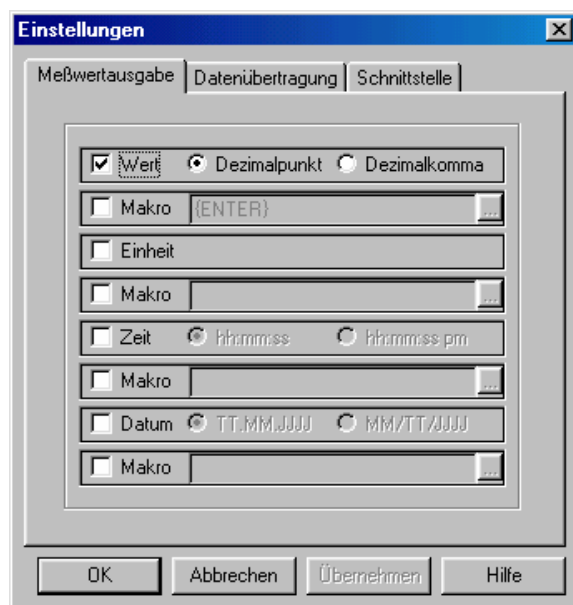 Einstellungen
Meßwertausgabe Datenübertragung Schnittstelle
Wert Dezimalpunkt Dezimalkomma
Makro {ENTER} ...
Einheit
Makro ...
Zeit hh:mm:ss hh:mm:ss pm
Makro ...
Datum TT.MM.JJJJ MM/TT/JJJJ
Makro ...
OK Abbrechen Übernehmen Hilfe